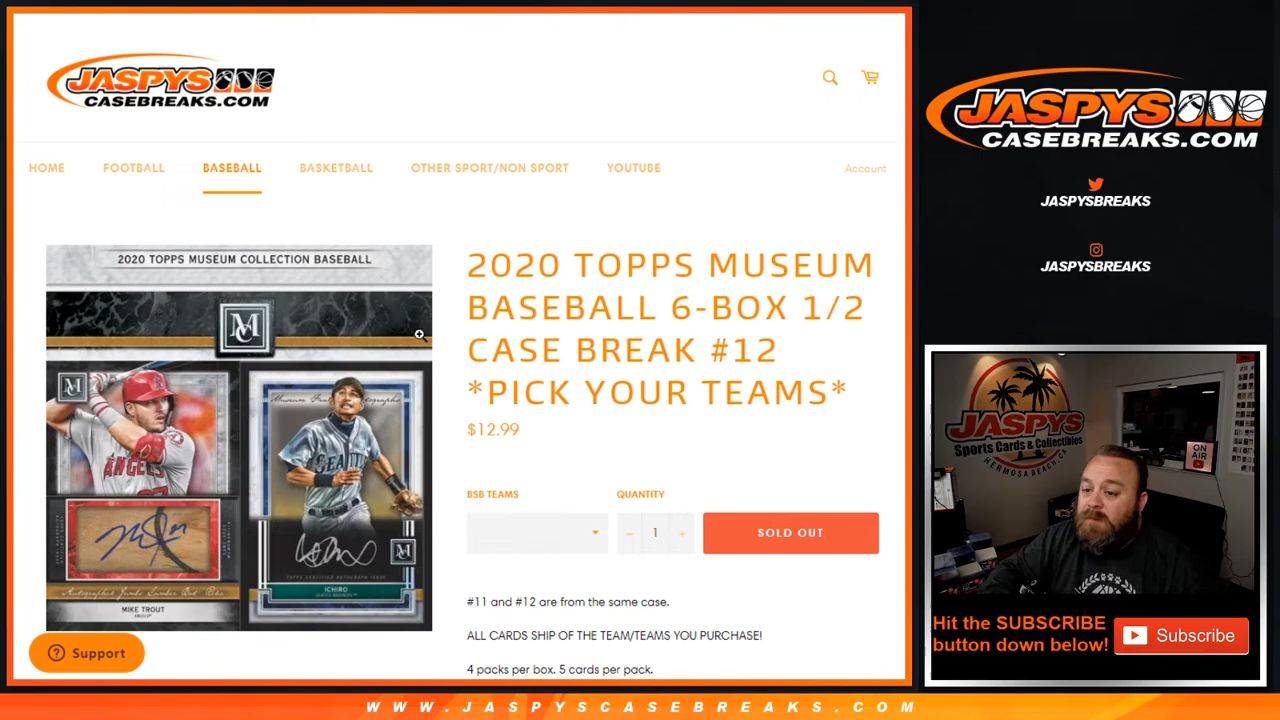 JASPYS
CASEBREAKS.COM
HOME
FOOTBALL
BASEBALL
BASKETBALL
OTHER SPORT/NON SPORT
YOUTUBE
Account
2020 TOPPS MUSEUM COLLECTION BASEBALL
MC
ANGELS
SEATTLE
MIKE TROUT
ICHIRO
2020 TOPPS MUSEUM
BASEBALL 6-BOX 1/2
CASE BREAK #12
*PICK YOUR TEAMS*
$12.99
BSB TEAMS
QUANTITY
1
SOLD OUT
#11 and #12 are from the same case.
ALL CARDS SHIP OF THE TEAM/TEAMS YOU PURCHASE!
4 packs per box. 5 cards per pack.
Support
JASPYS
CASEBREAKS.COM
JASPYSBREAKS
JASPYSBREAKS
JASPYS
Sports Cards & Collectibles
HERMOSA BEACH, CA
ON
AIR
Hit the SUBSCRIBE
button down below!
Subscribe
WWW.JASPYSCASEBREAKS.COM